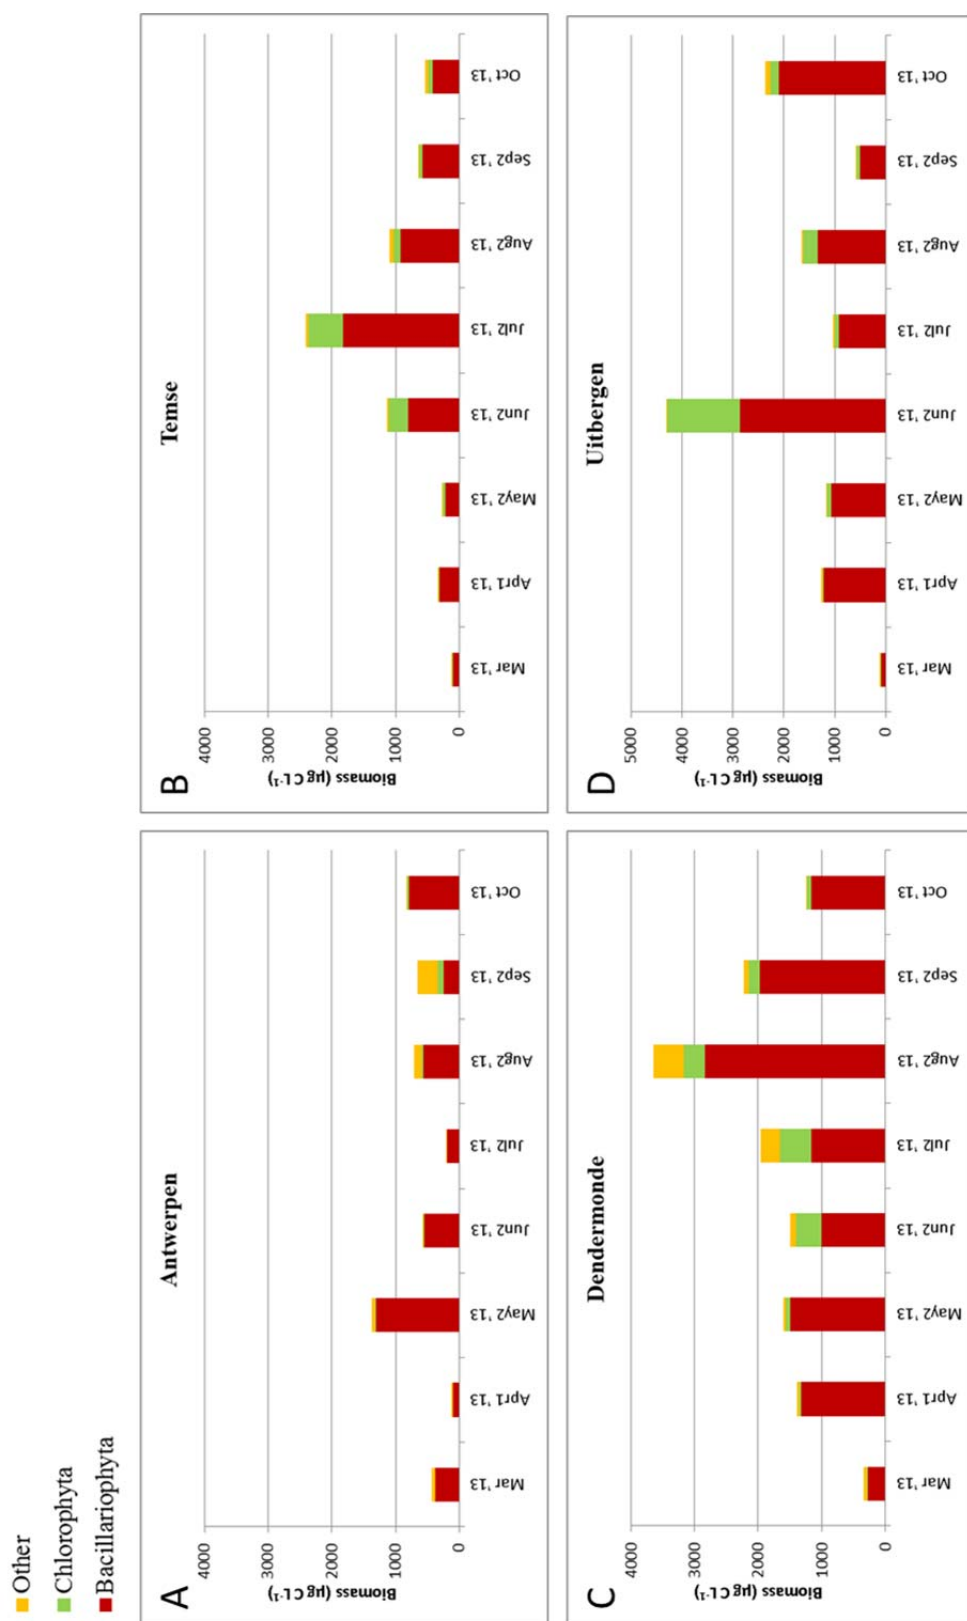 Other
Chlorophyta
Bacillariophyta
A
Antwerpen
Biomass (µg C L⁻¹)
4000
3000
2000
1000
0
Mar '13
Apr1 '13
May2 '13
Jun2 '13
Jul2 '13
Aug2 '13
Sep2 '13
Oct '13
B
Temse
Biomass (µg C L⁻¹)
4000
3000
2000
1000
0
Mar '13
Apr1 '13
May2 '13
Jun2 '13
Jul2 '13
Aug2 '13
Sep2 '13
Oct '13
C
Dendermonde
Biomass (µg C L⁻¹)
4000
3000
2000
1000
0
Mar '13
Apr1 '13
May2 '13
Jun2 '13
Jul2 '13
Aug2 '13
Sep2 '13
Oct '13
D
Uitbergen
Biomass (µg C L⁻¹)
5000
4000
3000
2000
1000
0
Mar '13
Apr1 '13
May2 '13
Jun2 '13
Jul2 '13
Aug2 '13
Sep2 '13
Oct '13